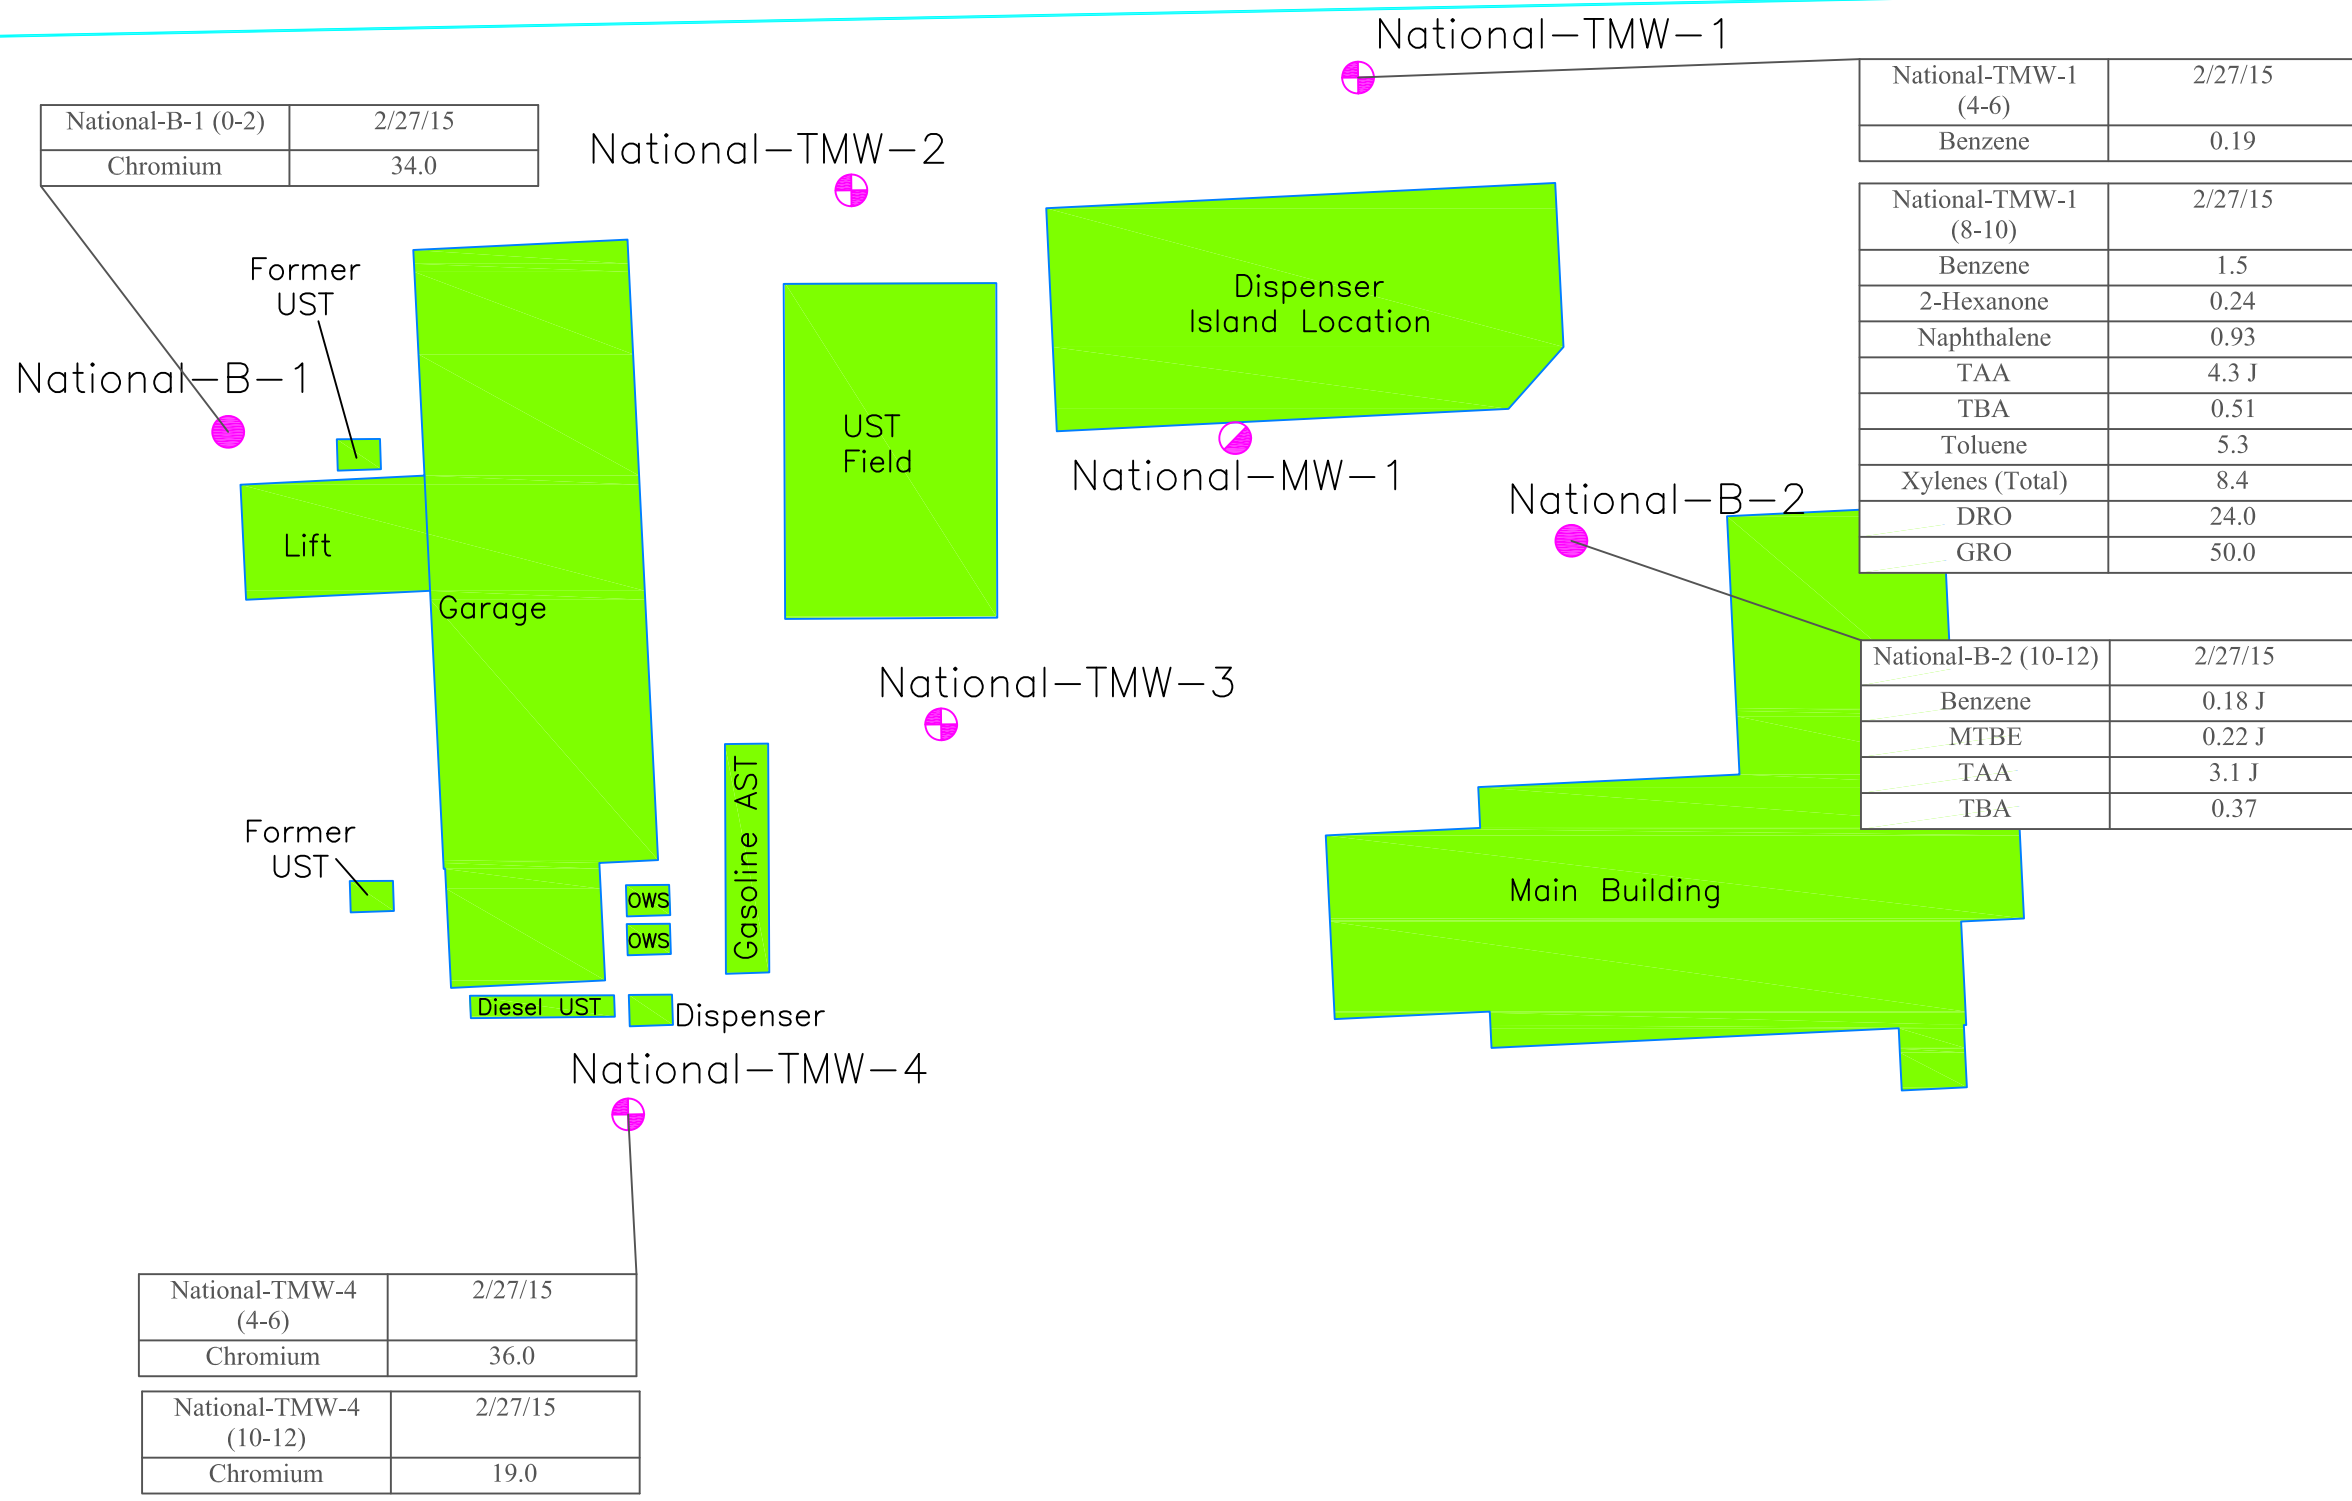 National-TMW-1
National-TMW-1 2/27/15
(4-6)
Benzene 0.19
National-B-1 (0-2) 2/27/15
Chromium 34.0
National-TMW-2
National-TMW-1 2/27/15
(8-10)
Benzene 1.5
2-Hexanone 0.24
Naphthalene 0.93
TAA 4.3 J
TBA 0.51
Toluene 5.3
Xylenes (Total) 8.4
DRO 24.0
GRO 50.0
Former
UST
Dispenser
Island Location
National-B-1
UST
Field
National-MW-1
National-B-2
Lift
Garage
National-TMW-3
National-B-2 (10-12) 2/27/15
Benzene 0.18 J
MTBE 0.22 J
TAA 3.1 J
TBA 0.37
Gasoline AST
Former
UST
OWS
OWS
Main Building
Diesel UST
Dispenser
National-TMW-4
National-TMW-4 2/27/15
(4-6)
Chromium 36.0
National-TMW-4 2/27/15
(10-12)
Chromium 19.0